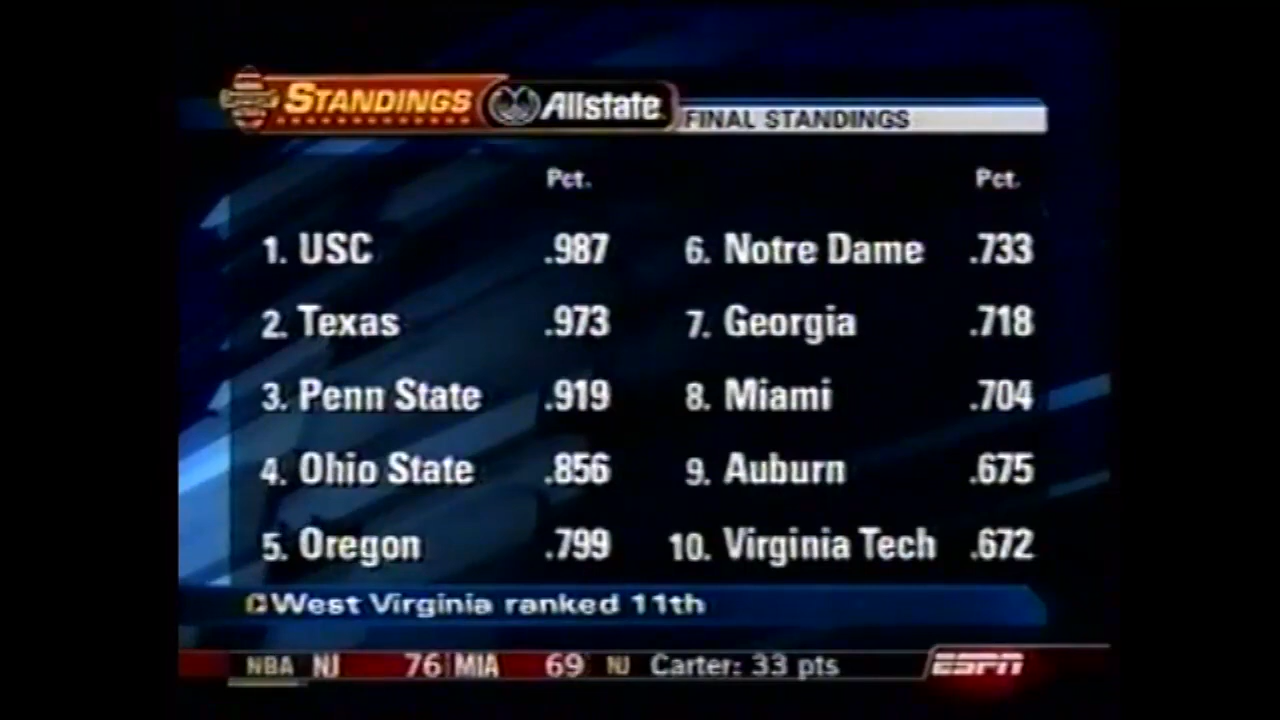 STANDINGS Allstate. FINAL STANDINGS
Pct. Pct.
1. USC .987 6. Notre Dame .733
2. Texas .973 7. Georgia .718
3. Penn State .919 8. Miami .704
4. Ohio State .856 9. Auburn .675
5. Oregon .799 10. Virginia Tech .672
West Virginia ranked 11th
NBA NJ 76 MIA 69 NJ Carter: 33 pts ESPN